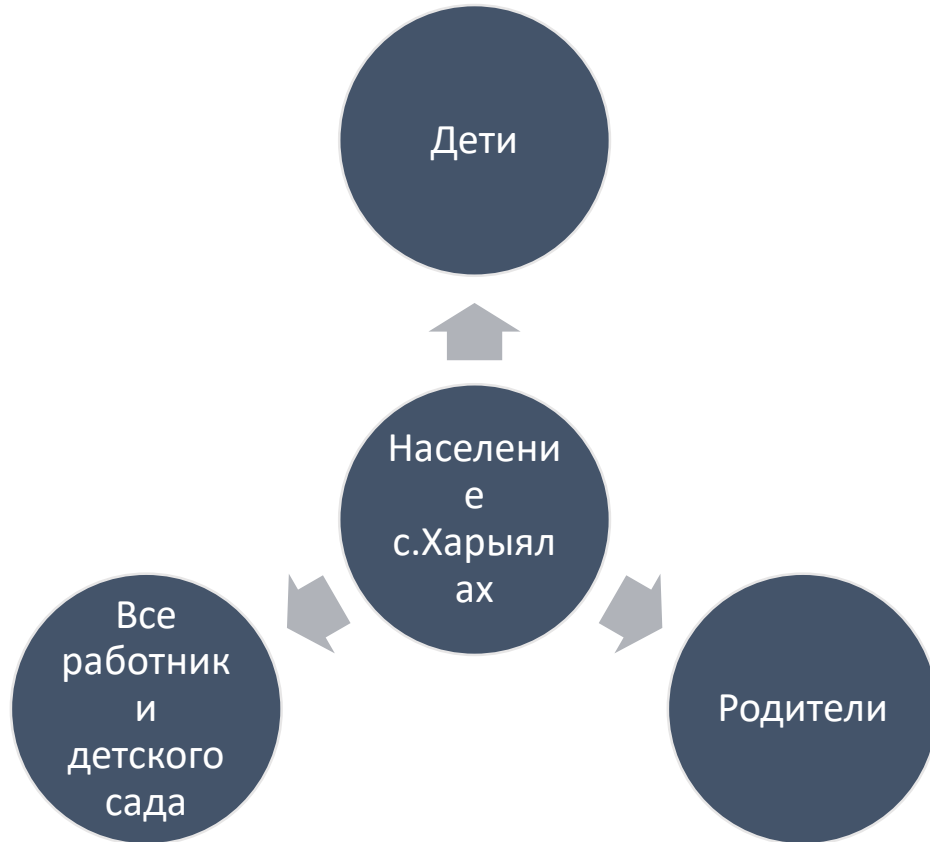 Дети
Населени
е
с.Харыял
ах
Все
работник
и
детского
сада
Родители